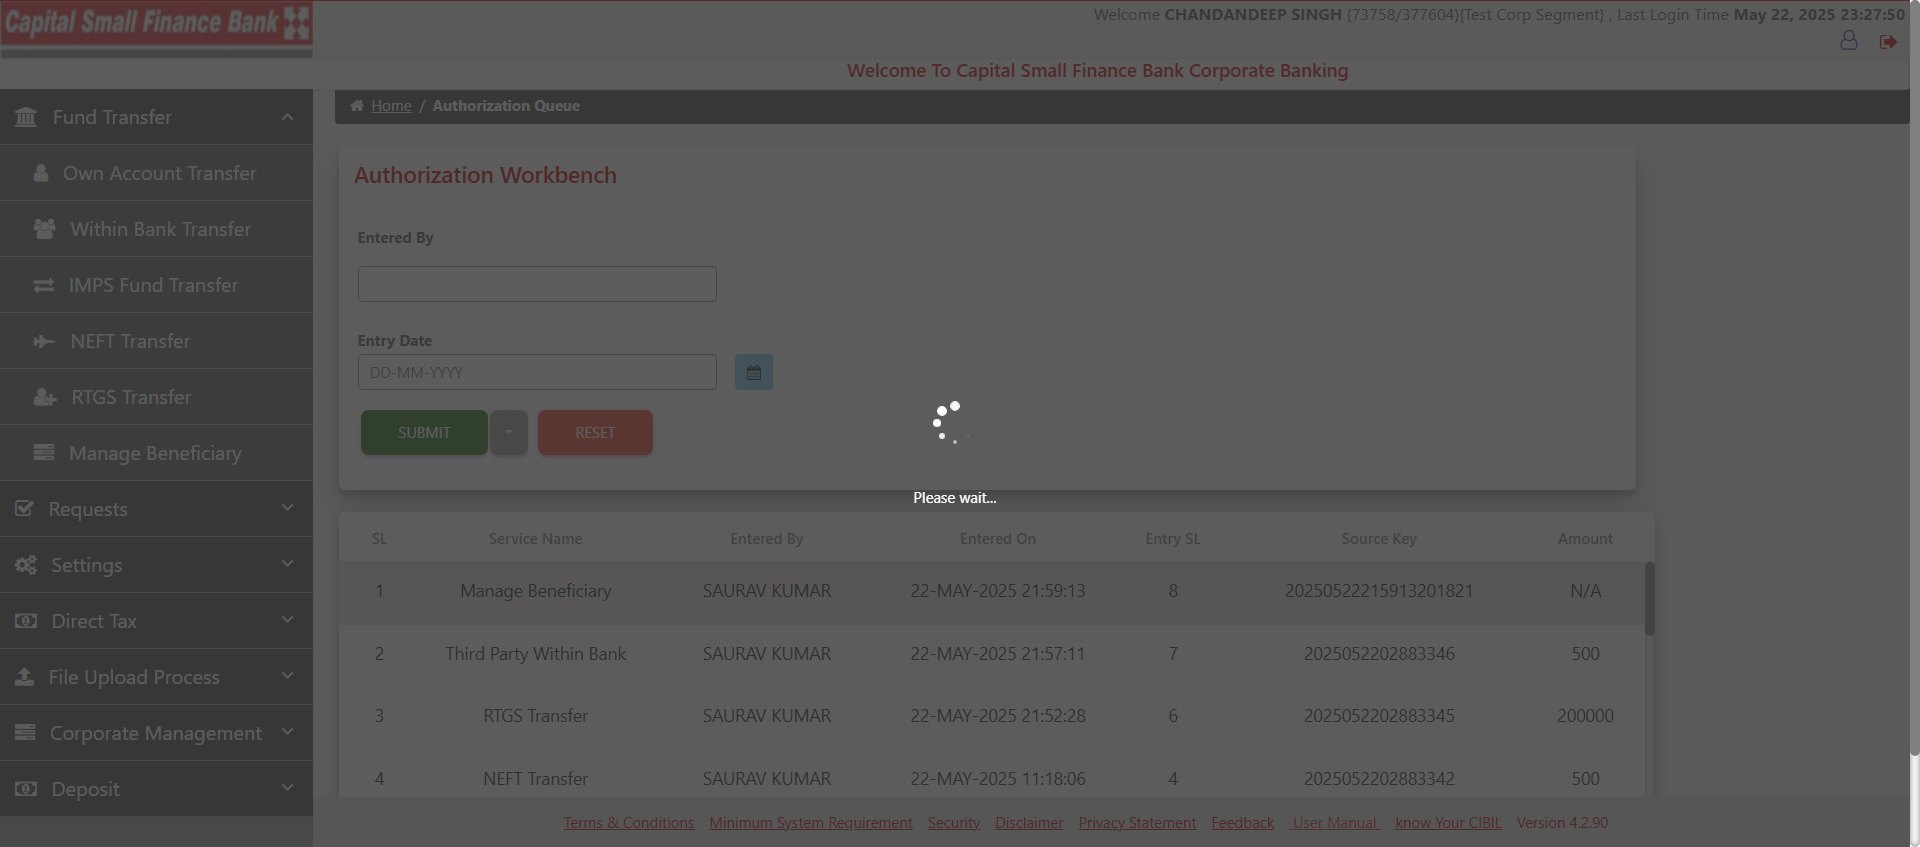 Capital Small Finance Bank
Welcome CHANDANDEEP SINGH (73758/377604){Test Corp Segment} , Last Login Time May 22, 2025 23:27:50
Welcome To Capital Small Finance Bank Corporate Banking
Fund Transfer
Own Account Transfer
Within Bank Transfer
IMPS Fund Transfer
NEFT Transfer
RTGS Transfer
Manage Beneficiary
Requests
Settings
Direct Tax
File Upload Process
Corporate Management
Deposit
Home / Authorization Queue
Authorization Workbench
Entered By
Entry Date
DD-MM-YYYY
SUBMIT RESET
Please wait...
SL Service Name Entered By Entered On Entry SL Source Key Amount
1 Manage Beneficiary SAURAV KUMAR 22-MAY-2025 21:59:13 8 20250522215913201821 N/A
2 Third Party Within Bank SAURAV KUMAR 22-MAY-2025 21:57:11 7 2025052202883346 500
3 RTGS Transfer SAURAV KUMAR 22-MAY-2025 21:52:28 6 2025052202883345 200000
4 NEFT Transfer SAURAV KUMAR 22-MAY-2025 11:18:06 4 2025052202883342 500
Terms & Conditions Minimum System Requirement Security Disclaimer Privacy Statement Feedback User Manual know Your CIBIL Version 4.2.90